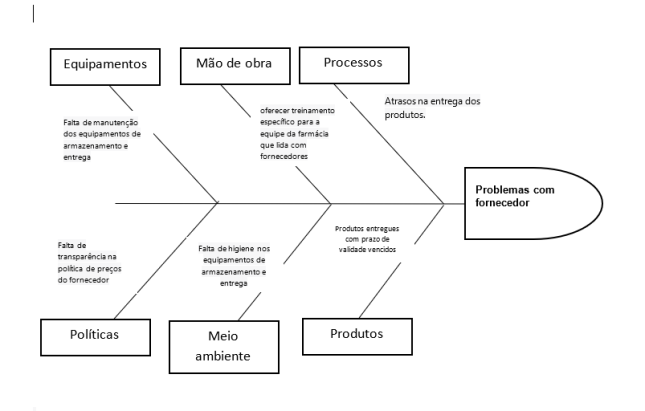 Equipamentos
Mão de obra
Processos
Falta de manutenção
dos equipamentos de
armazenamento e
entrega
oferecer treinamento
específico para a
equipe da farmácia
que lida com
fornecedores
Atrasos na entrega dos
produtos.
Problemas com
fornecedor
Falta de
transparência na
política de preços
do fornecedor
Falta de higiene nos
equipamentos de
armazenamento e
entrega
Produtos entregues
com prazo de
validade vencidos
Políticas
Meio
ambiente
Produtos